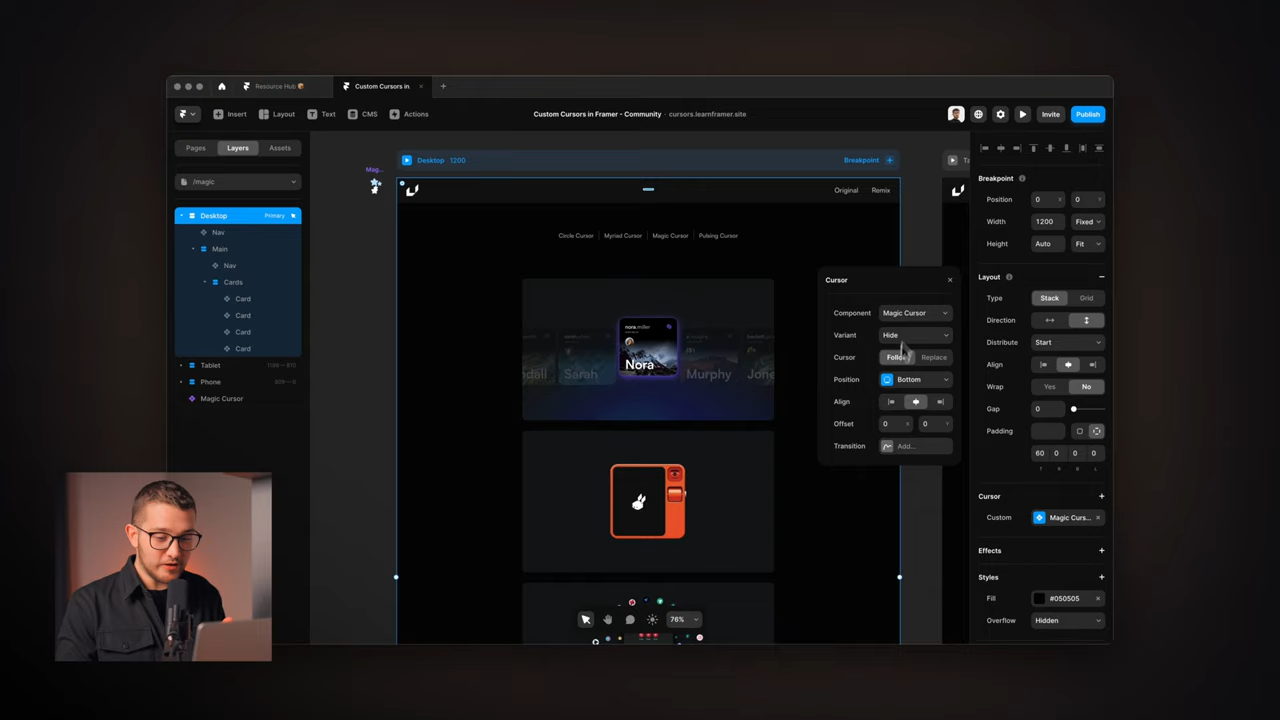 Resource Hub
Custom Cursors in
Insert
Layout
Text
CMS
Actions
Custom Cursors in Framer - Community
cursors.learnframer.site
Invite
Publish
Pages
Layers
Assets
/magic
Desktop
Primary
Nav
Main
Nav
Cards
Card
Card
Card
Card
Tablet
Phone
809 – 0
Magic Cursor
Mag...
Desktop 1200
Breakpoint
Original
Remix
Circle Cursor
Myriad Cursor
Magic Cursor
Pulsing Cursor
nora.miller
Sarah
Nora
Murphy
76%
Cursor
Component
Magic Cursor
Variant
Hide
Cursor
Replace
Position
Bottom
Align
Offset
0 X
0 Y
Transition
Add...
Breakpoint
Position
0 X
0 Y
Width
1200
Fixed
Height
Auto
Fit
Layout
Type
Stack
Grid
Direction
Distribute
Start
Align
Wrap
Yes
No
Gap
0
Padding
60 0 0 0
T R B L
Cursor
Custom
Magic Curs...
Effects
Styles
Fill
#050505
Overflow
Hidden